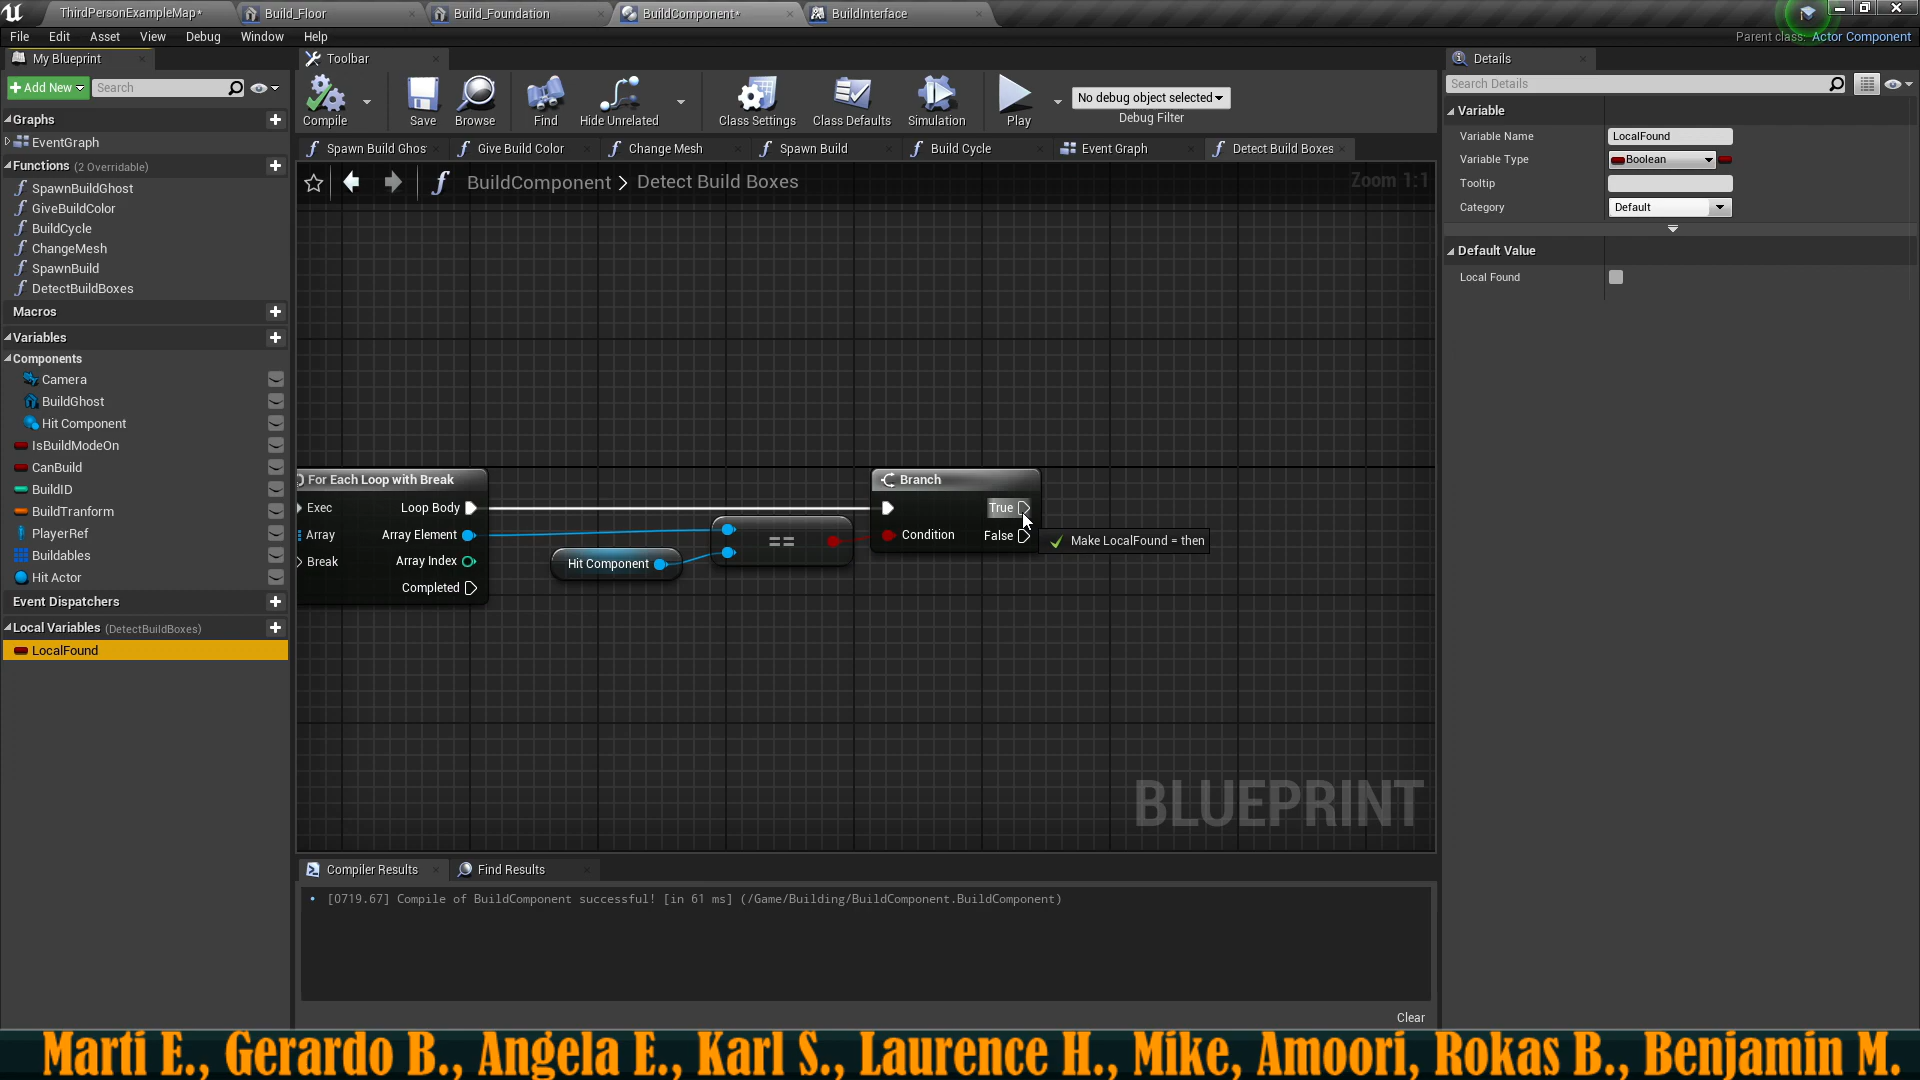 ThirdPersonExampleMap*
Build_Floor
Build_Foundation
BuildComponent*
BuildInterface
File Edit Asset View Debug Window Help
Parent class: Actor Component
My Blueprint
Toolbar
Details
Add New
Search
Compile
Save
Browse
Find
Hide Unrelated
Class Settings
Class Defaults
Simulation
Play
No debug object selected
Debug Filter
Search Details
Graphs
EventGraph
Functions (2 Overridable)
SpawnBuildGhost
GiveBuildColor
BuildCycle
ChangeMesh
SpawnBuild
DetectBuildBoxes
Macros
Variables
Components
Camera
BuildGhost
Hit Component
IsBuildModeOn
CanBuild
BuildID
BuildTranform
PlayerRef
Buildables
Hit Actor
Event Dispatchers
Local Variables (DetectBuildBoxes)
LocalFound
Spawn Build Ghos
Give Build Color
Change Mesh
Spawn Build
Build Cycle
Event Graph
Detect Build Boxes
BuildComponent > Detect Build Boxes
Zoom 1:1
For Each Loop with Break
Exec
Loop Body
Array
Array Element
Break
Array Index
Completed
Hit Component
==
Branch
True
Condition
False
Make LocalFound = then
BLUEPRINT
Variable
Variable Name
LocalFound
Variable Type
Boolean
Tooltip
Category
Default
Default Value
Local Found
Compiler Results
Find Results
[0719.67] Compile of BuildComponent successful! [in 61 ms] (/Game/Building/BuildComponent.BuildComponent)
Clear
Marti E., Gerardo B., Angela E., Karl S., Laurence H., Mike, Amoori, Rokas B., Benjamin M.